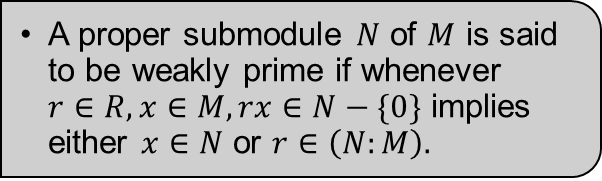 • A proper submodule 𝑁 of 𝑀 is said
to be weakly prime if whenever
𝑟 ∈ 𝑅, 𝑥 ∈ 𝑀, 𝑟𝑥 ∈ 𝑁 − {0} implies
either 𝑥 ∈ 𝑁 or 𝑟 ∈ (𝑁: 𝑀).